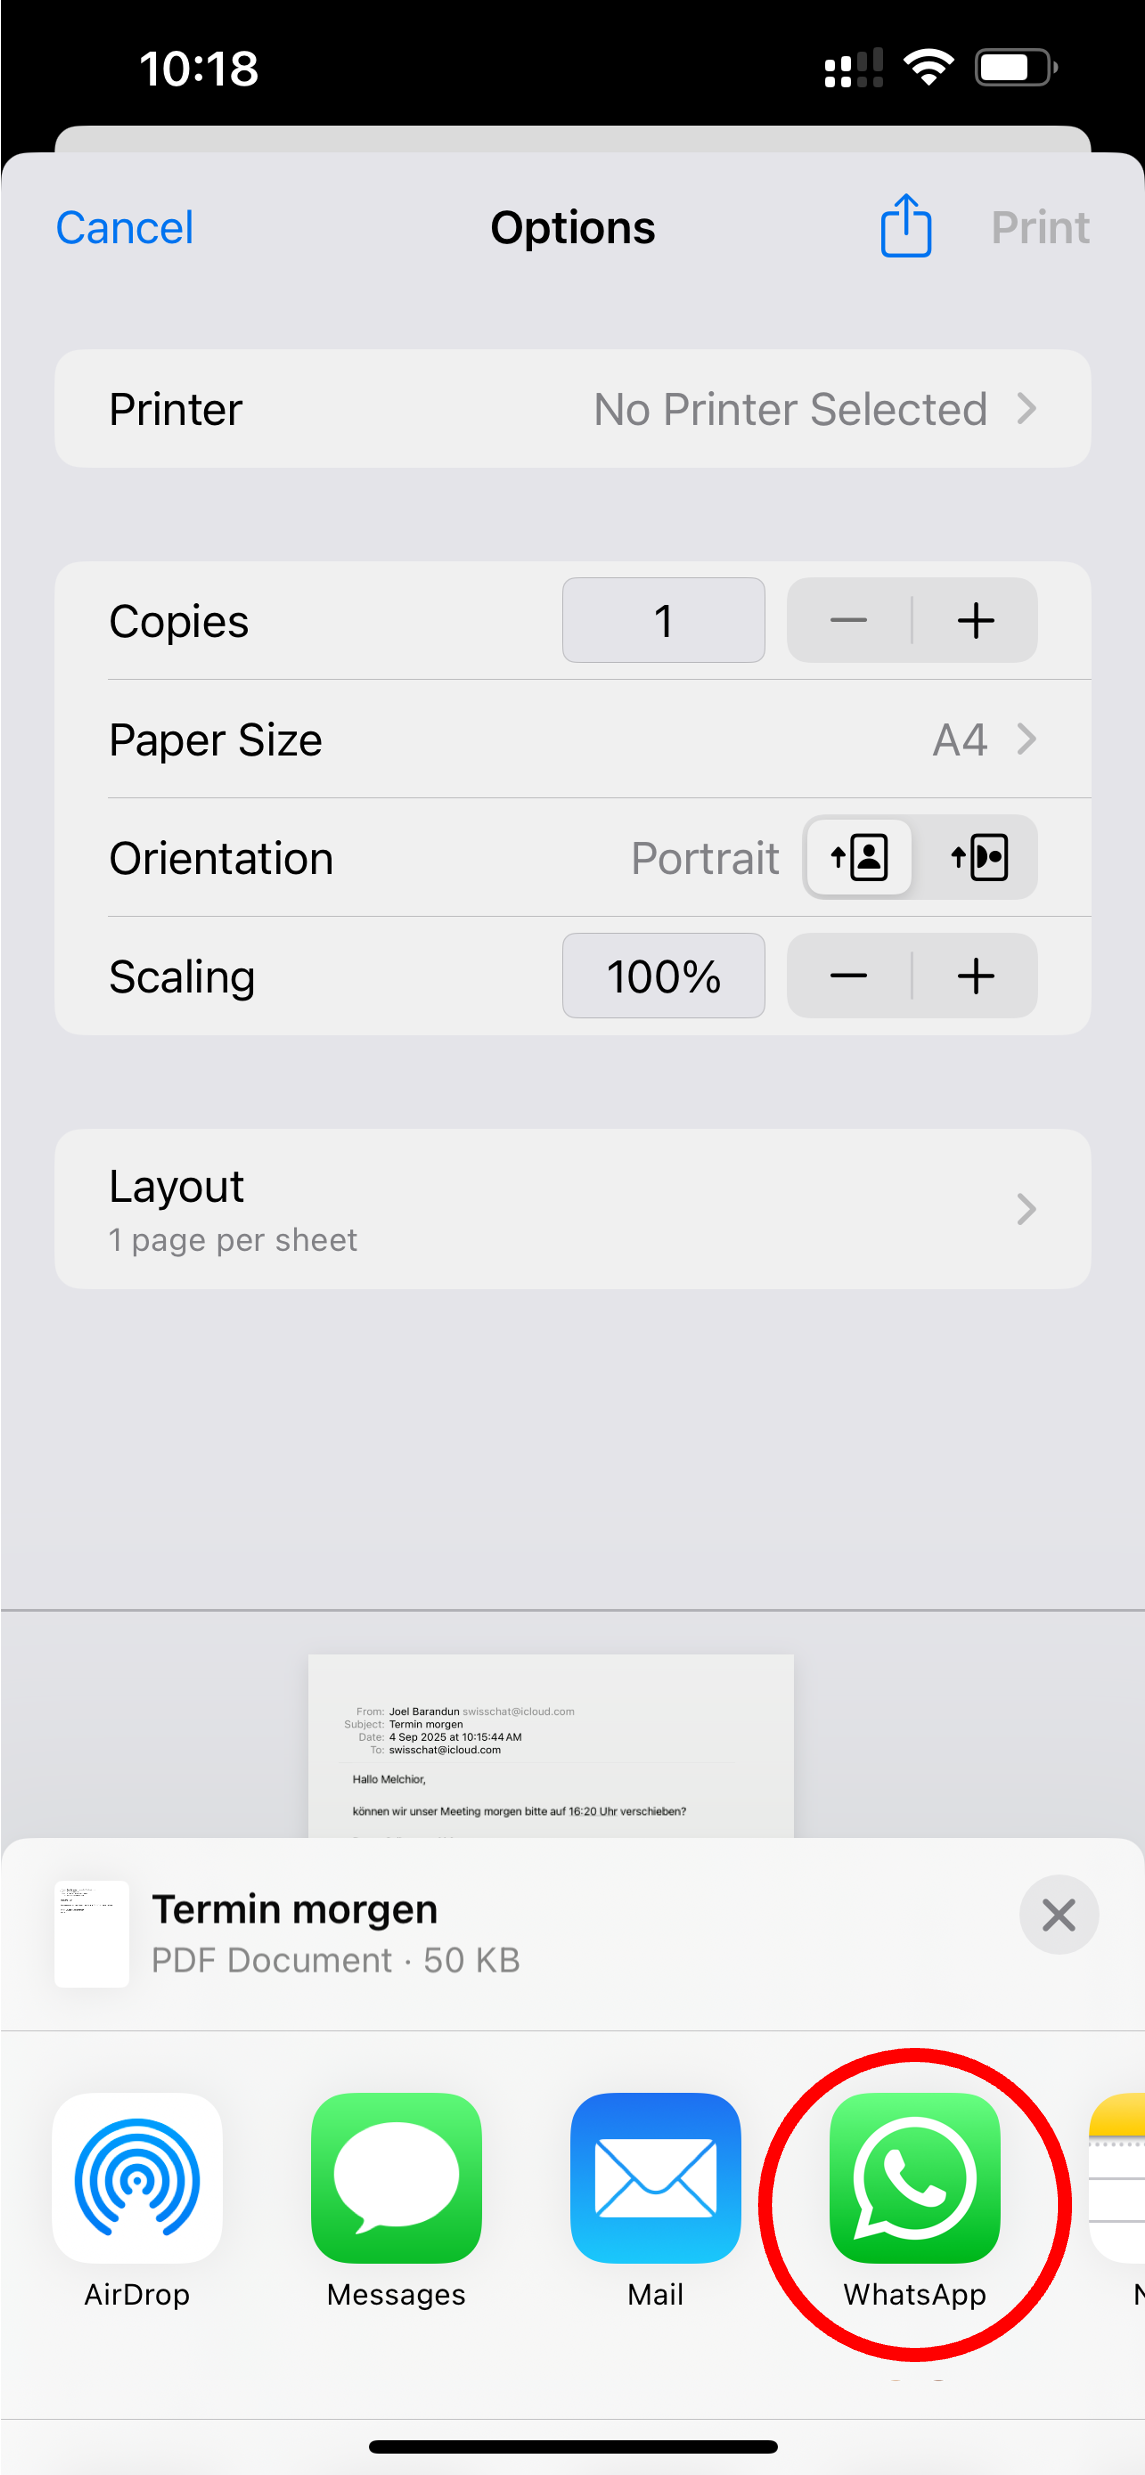 10:18
Cancel
Options
Print
Printer
No Printer Selected
Copies
1
Paper Size
A4
Orientation
Portrait
Scaling
100%
Layout
1 page per sheet
From: Joel Barandun swisschat@icloud.com
Subject: Termin morgen
Date: 4 Sep 2025 at 10:15:44 AM
To: swisschat@icloud.com
Hallo Melchior,
können wir unser Meeting morgen bitte auf 16:20 Uhr verschieben?
Termin morgen
PDF Document · 50 KB
AirDrop
Messages
Mail
WhatsApp